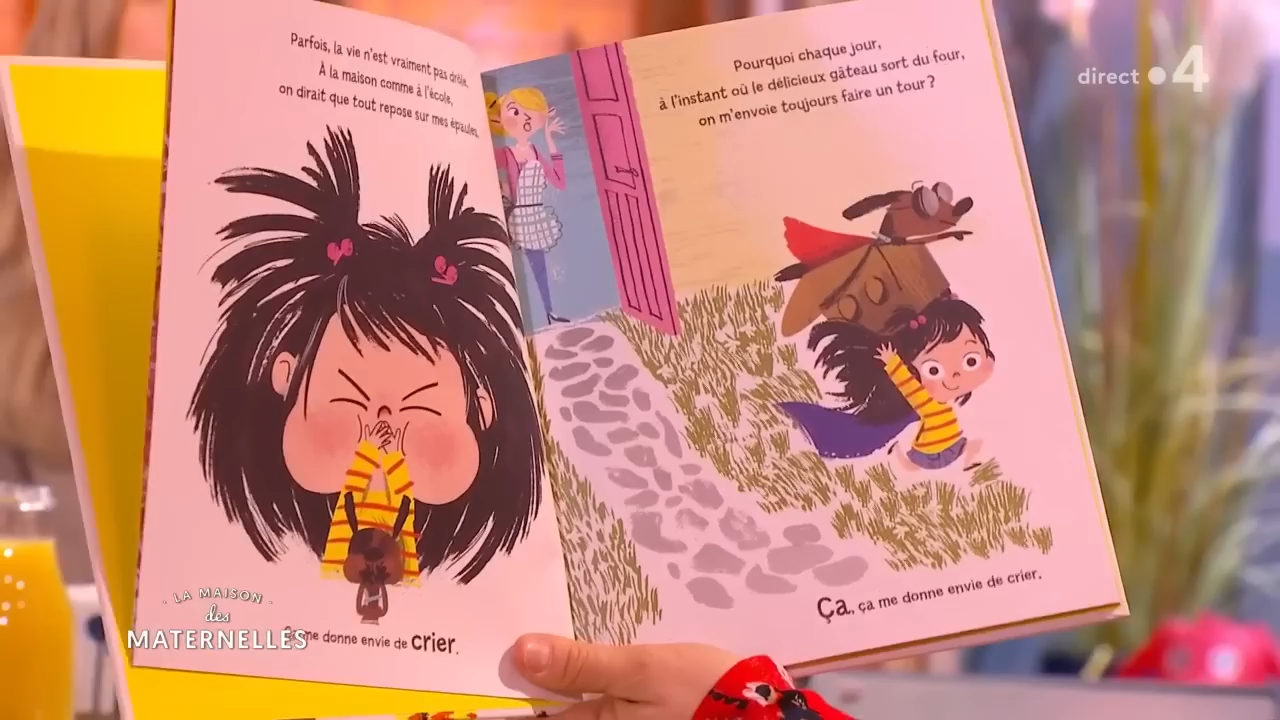 Parfois, la vie n'est vraiment pas drôle.
À la maison comme à l'école,
on dirait que tout repose sur mes épaules.
me donne envie de crier.
Pourquoi chaque jour,
à l'instant où le délicieux gâteau sort du four,
on m'envoie toujours faire un tour ?
Ça, ça me donne envie de crier.
direct 4
LA MAISON
des
MATERNELLES